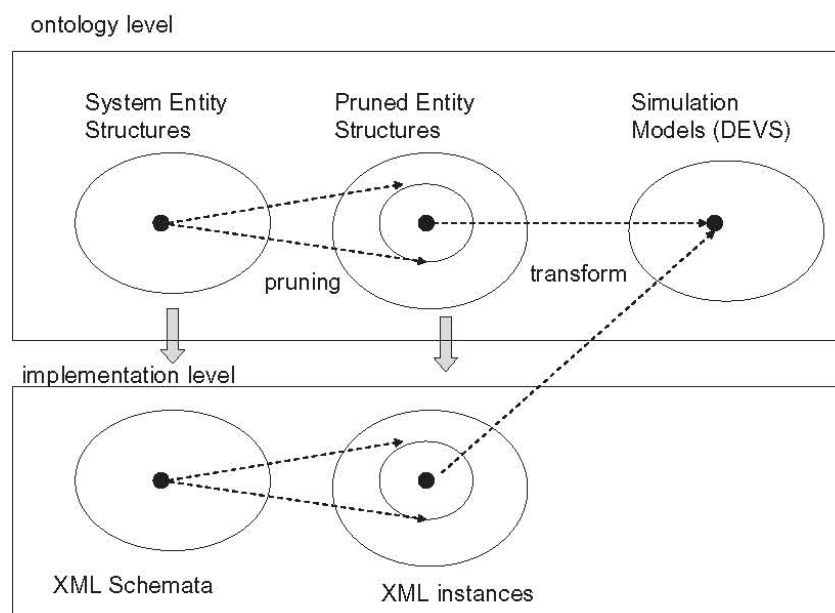 ontology level
System Entity
Structures
Pruned Entity
Structures
Simulation
Models (DEVS)
pruning
transform
implementation level
XML Schemata
XML instances